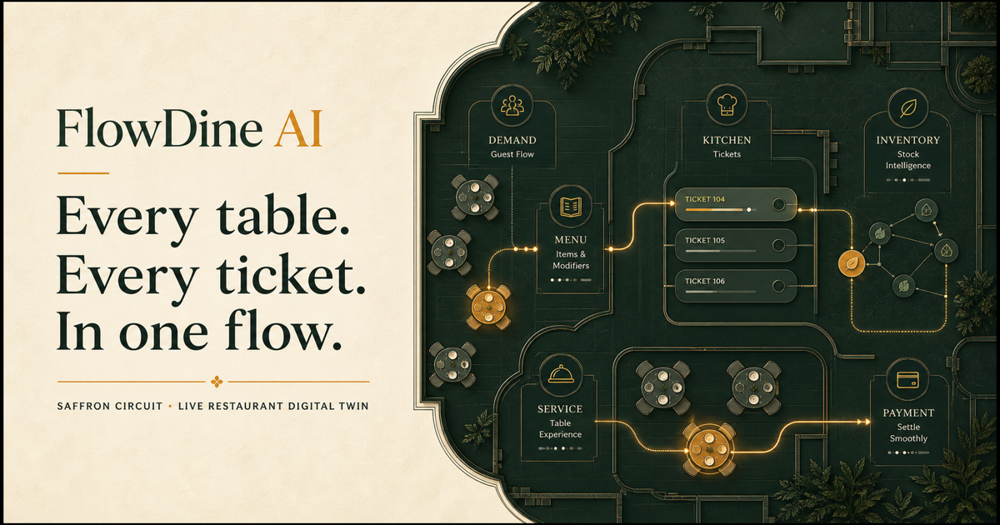 FlowDine AI
Every table.
Every ticket.
In one flow.
SAFFRON CIRCUIT • LIVE RESTAURANT DIGITAL TWIN
DEMAND
Guest Flow
MENU
Items &
Modifiers
KITCHEN
Tickets
TICKET 104
TICKET 105
TICKET 106
INVENTORY
Stock
Intelligence
SERVICE
Table
Experience
PAYMENT
Settle
Smoothly